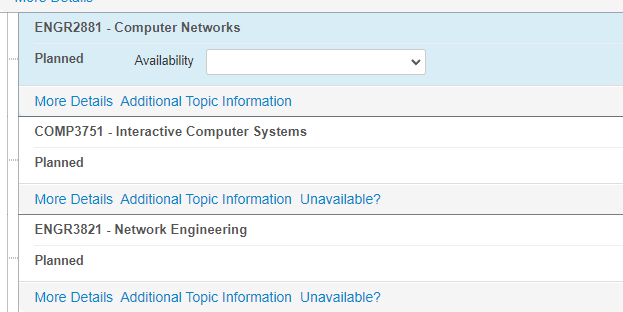 More Details
ENGR2881 - Computer Networks
Planned Availability
More Details Additional Topic Information
COMP3751 - Interactive Computer Systems
Planned
More Details Additional Topic Information Unavailable?
ENGR3821 - Network Engineering
Planned
More Details Additional Topic Information Unavailable?